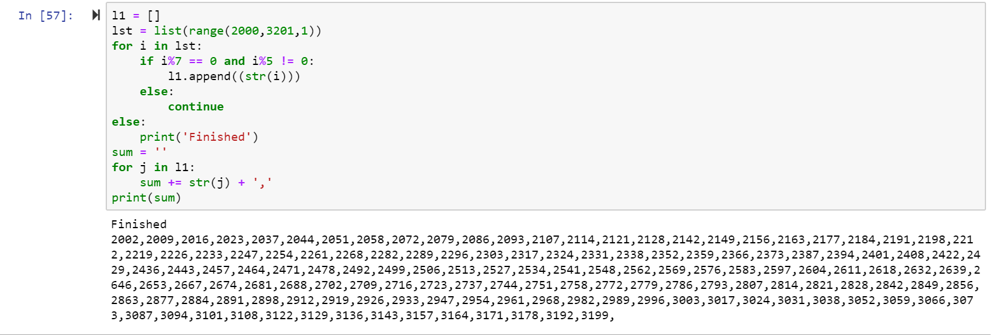 In [57]:
l1 = []
lst = list(range(2000,3201,1))
for i in lst:
    if i%7 == 0 and i%5 != 0:
        l1.append((str(i)))
    else:
        continue
else:
    print('Finished')
sum = ''
for j in l1:
    sum += str(j) + ','
print(sum)
Finished
2002,2009,2016,2023,2037,2044,2051,2058,2072,2079,2086,2093,2107,2114,2121,2128,2142,2149,2156,2163,2177,2184,2191,2198,221
2,2219,2226,2233,2247,2254,2261,2268,2282,2289,2296,2303,2317,2324,2331,2338,2352,2359,2366,2373,2387,2394,2401,2408,2422,24
29,2436,2443,2457,2464,2471,2478,2492,2499,2506,2513,2527,2534,2541,2548,2562,2569,2576,2583,2597,2604,2611,2618,2632,2639,2
646,2653,2667,2674,2681,2688,2702,2709,2716,2723,2737,2744,2751,2758,2772,2779,2786,2793,2807,2814,2821,2828,2842,2849,2856,
2863,2877,2884,2891,2898,2912,2919,2926,2933,2947,2954,2961,2968,2982,2989,2996,3003,3017,3024,3031,3038,3052,3059,3066,307
3,3087,3094,3101,3108,3122,3129,3136,3143,3157,3164,3171,3178,3192,3199,